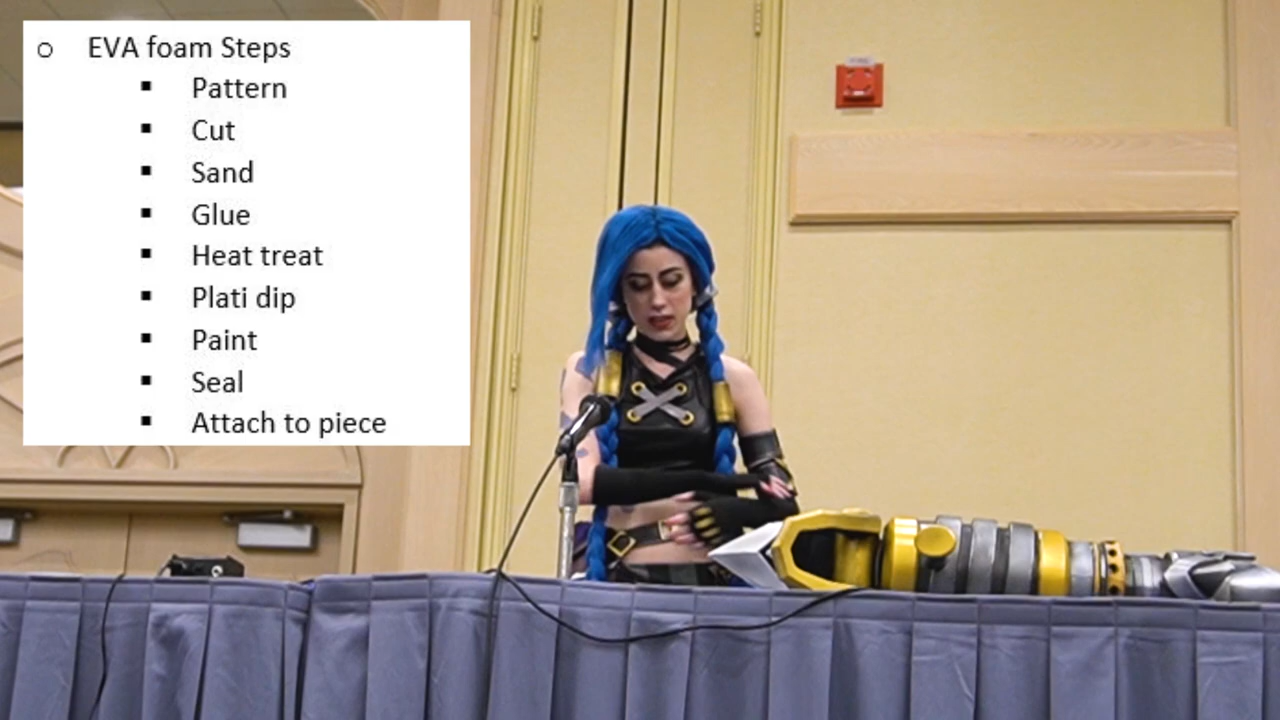 ○ EVA foam Steps
▪ Pattern
▪ Cut
▪ Sand
▪ Glue
▪ Heat treat
▪ Plati dip
▪ Paint
▪ Seal
▪ Attach to piece